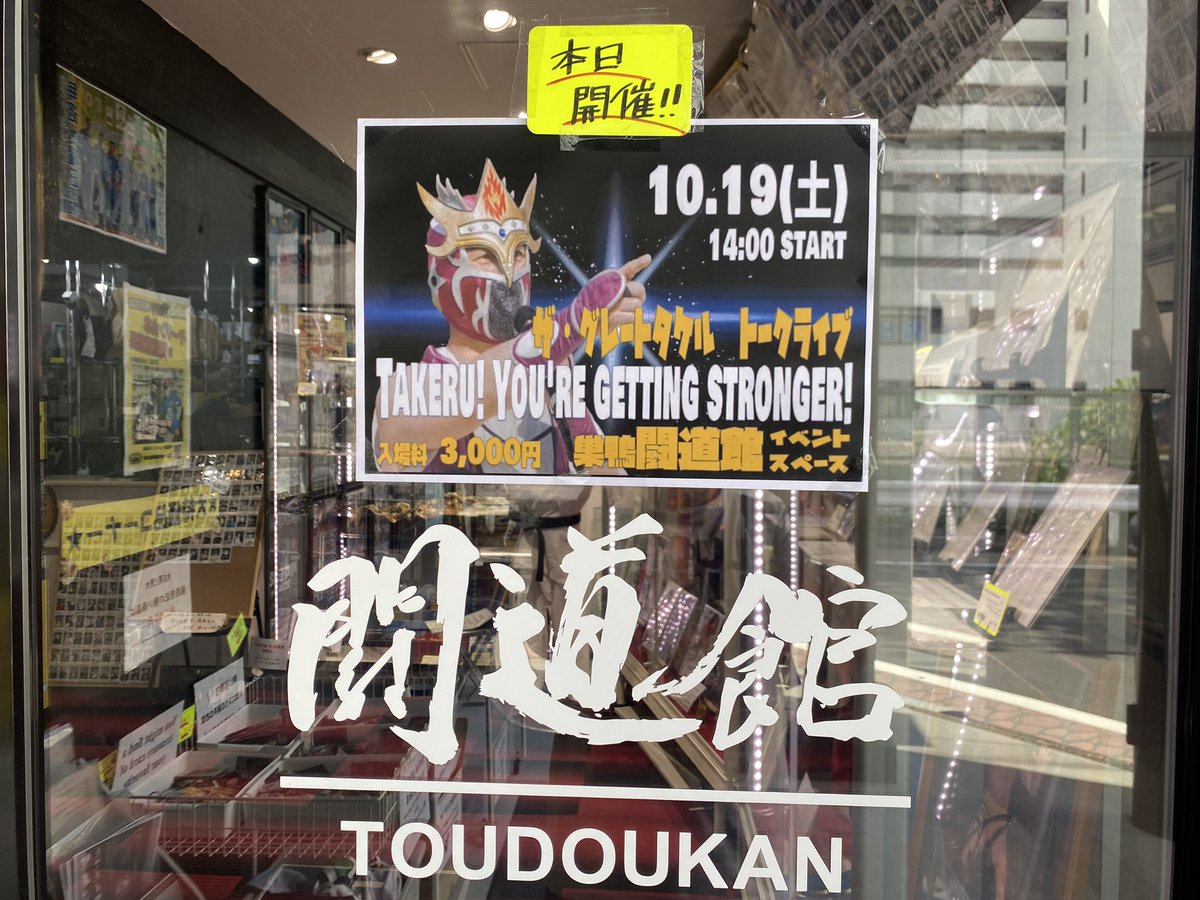 本日
開催!!
10.19(土)
14:00 START
ザ・グレートタケル トークライブ
TAKERU! YOU'RE GETTING STRONGER!
入場料 3,000円 巣鴨闘道館 イベント
スペース
闘道館
TOUDOUKAN